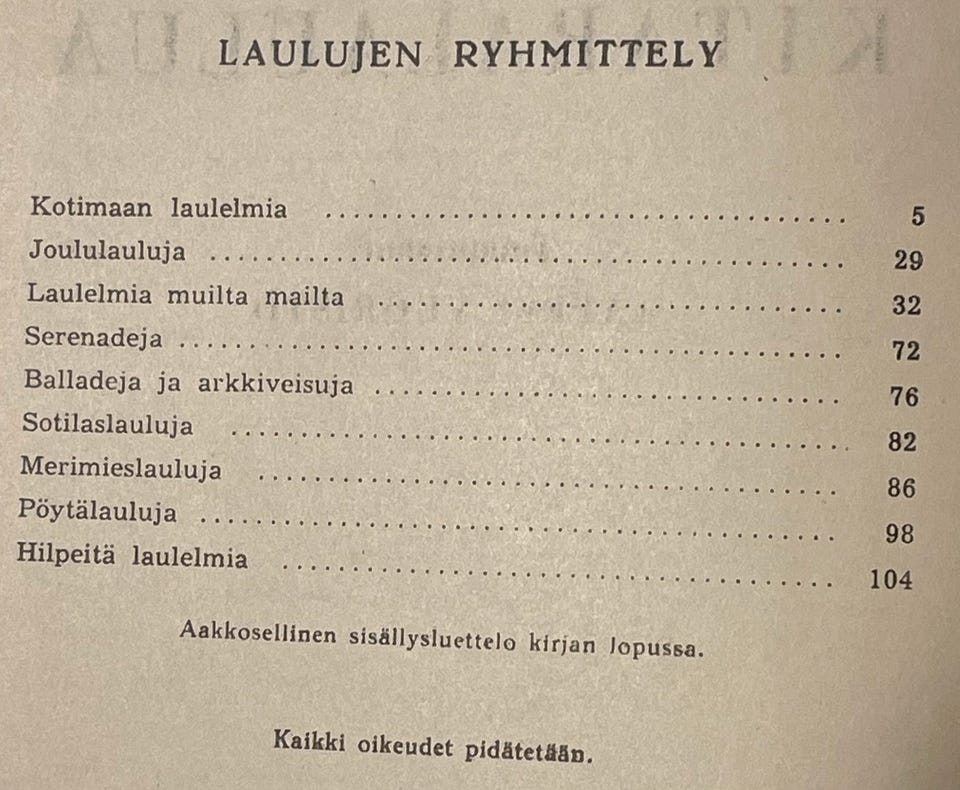 LAULUJEN RYHMITTELY
Kotimaan laulelmia ..................................... 5
Joululauluja ............................................. 29
Laulelmia muilta mailta ................................. 32
Serenadeja ............................................... 72
Balladeja ja arkkiveisuja ................................. 76
Sotilaslauluja ............................................ 82
Merimieslauluja .......................................... 86
Pöytälauluja .............................................. 98
Hilpeitä laulelmia ........................................ 104
Aakkosellinen sisällysluettelo kirjan lopussa.
Kaikki oikeudet pidätetään.